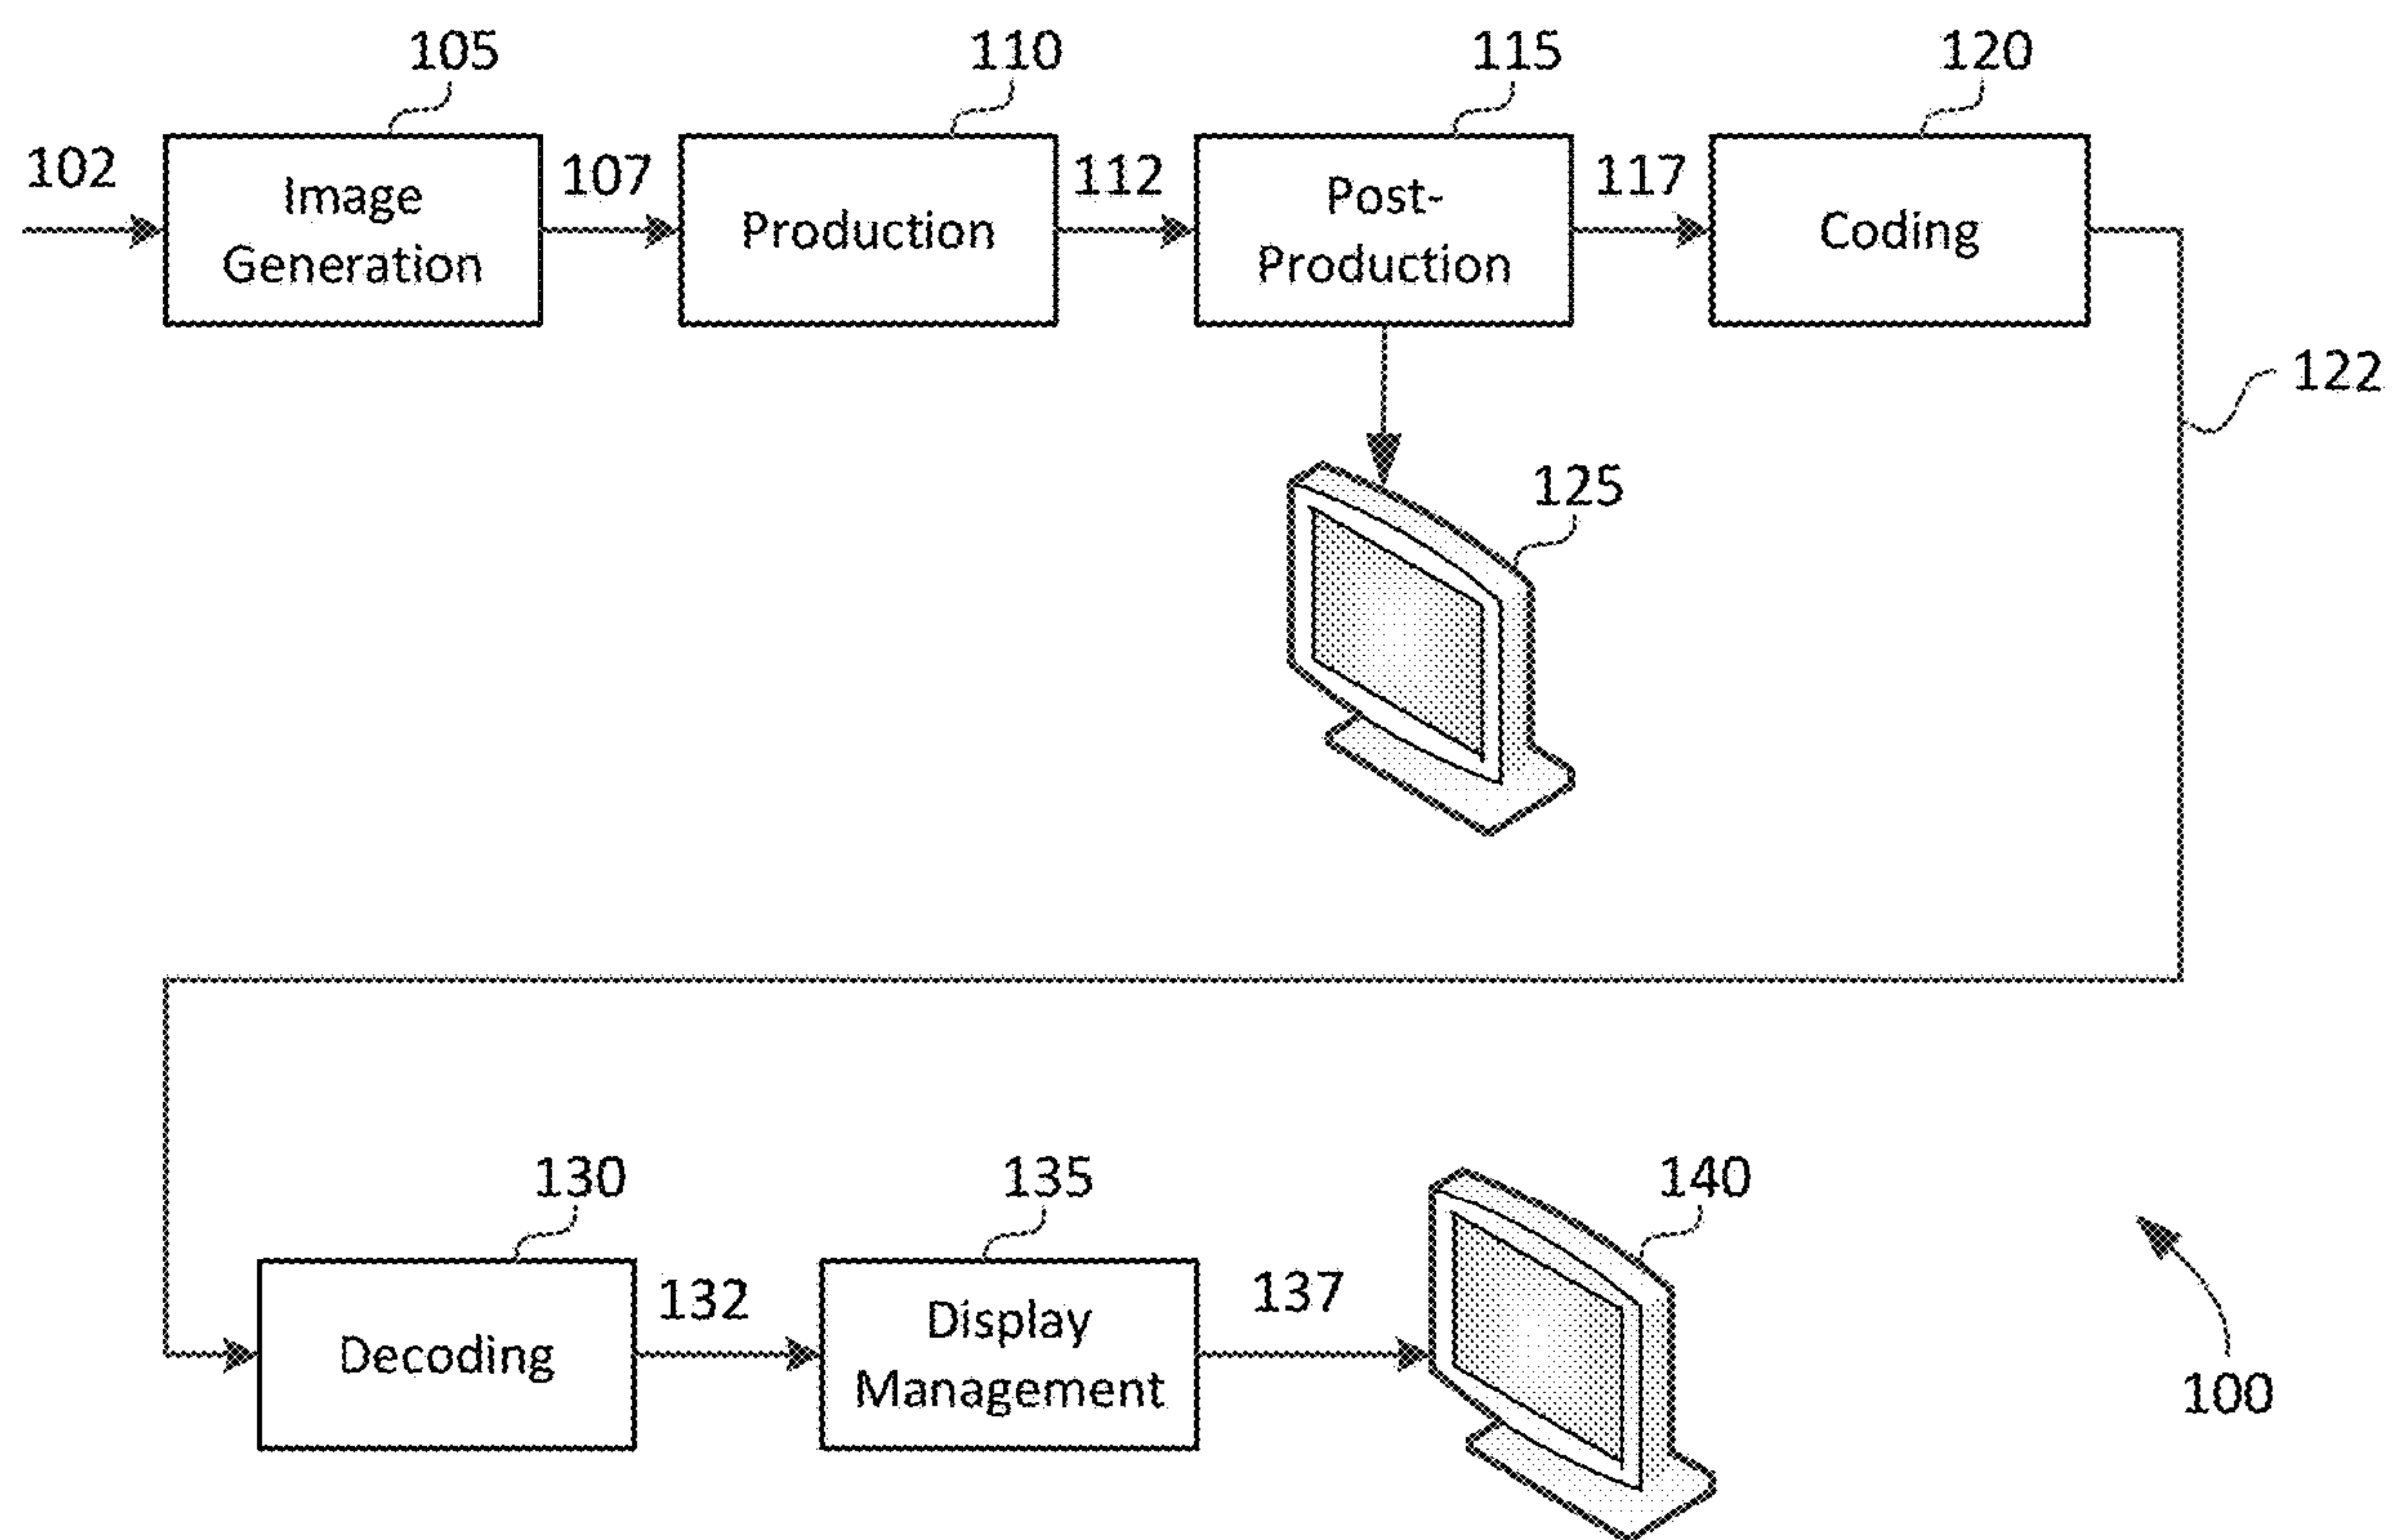 105
110
115
120
102
Image
Generation
107
Production
112
Post-
Production
117
Coding
122
125
130
135
140
Decoding
132
Display
Management
137
100